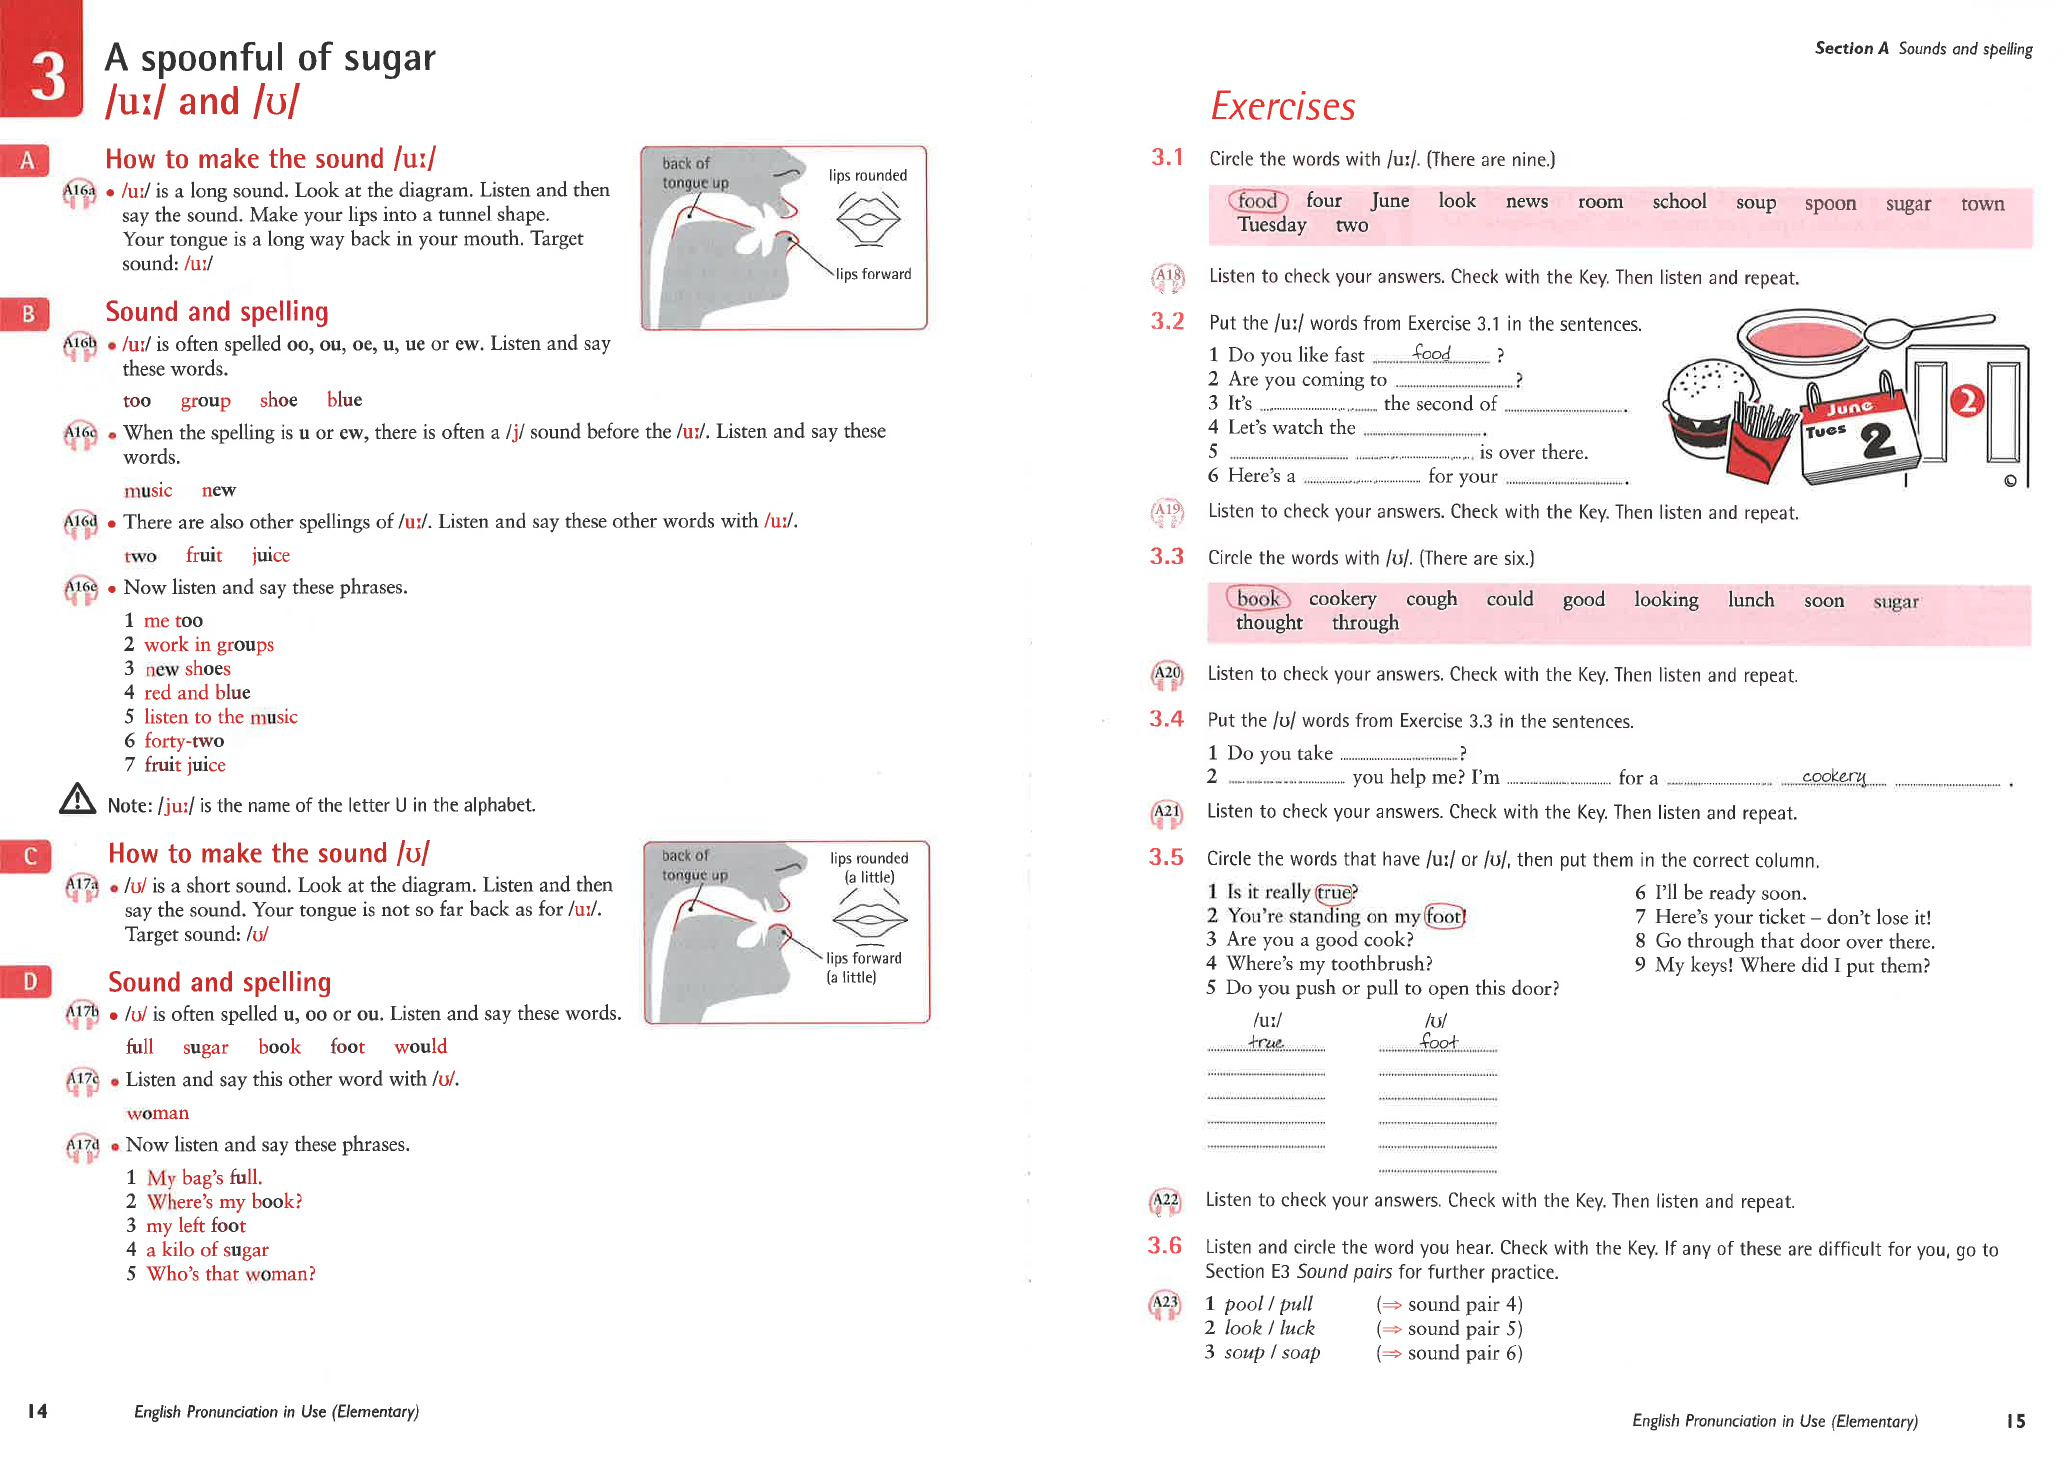 3
A spoonful of sugar
/uː/ and /ʊ/
A
How to make the sound /uː/
A16a • /uː/ is a long sound. Look at the diagram. Listen and then
say the sound. Make your lips into a tunnel shape.
Your tongue is a long way back in your mouth. Target
sound: /uː/
back of
tongue up
lips rounded
lips forward
B
Sound and spelling
A16b • /uː/ is often spelled oo, ou, oe, u, ue or ew. Listen and say
these words.
too group shoe blue
A16c • When the spelling is u or ew, there is often a /j/ sound before the /uː/. Listen and say these
words.
music new
A16d • There are also other spellings of /uː/. Listen and say these other words with /uː/.
two fruit juice
A16e • Now listen and say these phrases.
1 me too
2 work in groups
3 new shoes
4 red and blue
5 listen to the music
6 forty-two
7 fruit juice
Note: /juː/ is the name of the letter U in the alphabet.
C
How to make the sound /ʊ/
A17a • /ʊ/ is a short sound. Look at the diagram. Listen and then
say the sound. Your tongue is not so far back as for /uː/.
Target sound: /ʊ/
back of
tongue up
lips rounded
(a little)
lips forward
(a little)
D
Sound and spelling
A17b • /ʊ/ is often spelled u, oo or ou. Listen and say these words.
full sugar book foot would
A17c • Listen and say this other word with /ʊ/.
woman
A17d • Now listen and say these phrases.
1 My bag's full.
2 Where's my book?
3 my left foot
4 a kilo of sugar
5 Who's that woman?
14 English Pronunciation in Use (Elementary)
Section A Sounds and spelling
Exercises
3.1 Circle the words with /uː/. (There are nine.)
food four June look news room school soup spoon sugar town
Tuesday two
A18 Listen to check your answers. Check with the Key. Then listen and repeat.
3.2 Put the /uː/ words from Exercise 3.1 in the sentences.
1 Do you like fast food ?
2 Are you coming to ?
3 It's the second of .
4 Let's watch the .
5 is over there.
6 Here's a for your .
June
Tues 2
2
A19 Listen to check your answers. Check with the Key. Then listen and repeat.
3.3 Circle the words with /ʊ/. (There are six.)
book cookery cough could good looking lunch soon sugar
thought through
A20 Listen to check your answers. Check with the Key. Then listen and repeat.
3.4 Put the /ʊ/ words from Exercise 3.3 in the sentences.
1 Do you take ?
2 you help me? I'm for a cookery .
A21 Listen to check your answers. Check with the Key. Then listen and repeat.
3.5 Circle the words that have /uː/ or /ʊ/, then put them in the correct column.
1 Is it really true?
2 You're standing on my foot!
3 Are you a good cook?
4 Where's my toothbrush?
5 Do you push or pull to open this door?
6 I'll be ready soon.
7 Here's your ticket – don't lose it!
8 Go through that door over there.
9 My keys! Where did I put them?
/uː/ /ʊ/
true foot
A22 Listen to check your answers. Check with the Key. Then listen and repeat.
3.6 Listen and circle the word you hear. Check with the Key. If any of these are difficult for you, go to
Section E3 Sound pairs for further practice.
A23 1 pool / pull (⇒ sound pair 4)
2 look / luck (⇒ sound pair 5)
3 soup / soap (⇒ sound pair 6)
English Pronunciation in Use (Elementary) 15